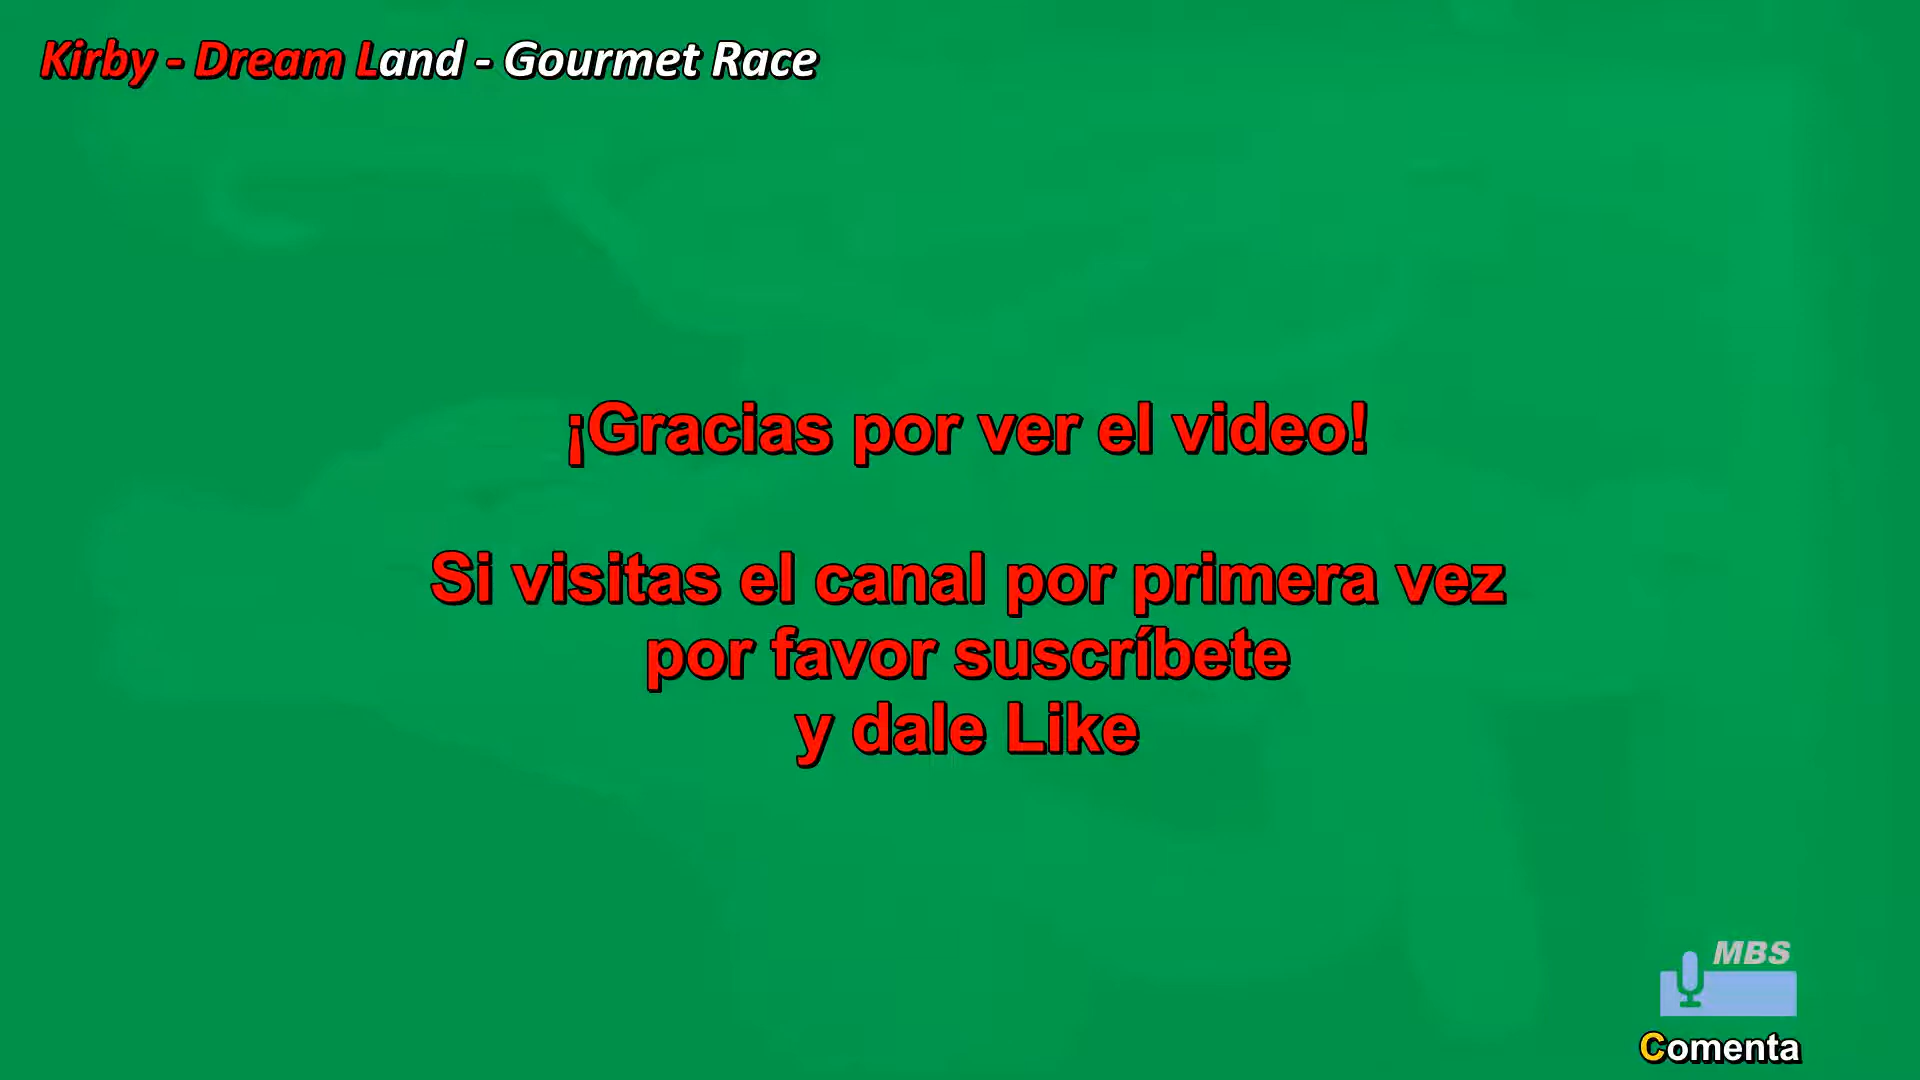 Kirby - Dream Land - Gourmet Race
¡Gracias por ver el video!
Si visitas el canal por primera vez
por favor suscríbete
y dale Like
MBS
Comenta